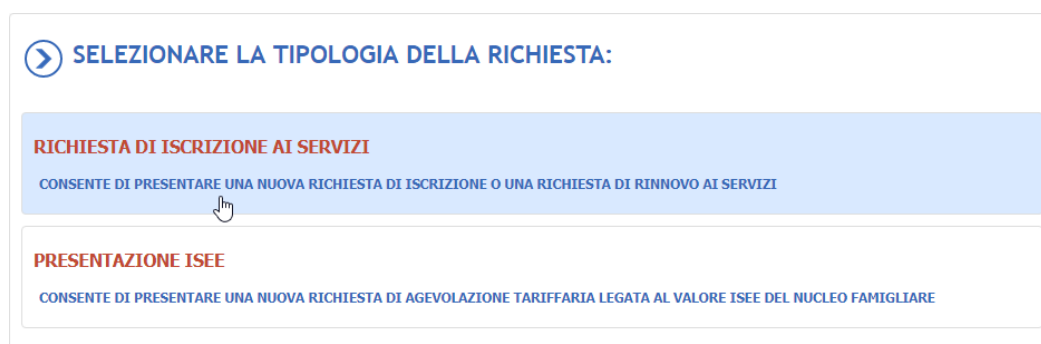 SELEZIONARE LA TIPOLOGIA DELLA RICHIESTA:
RICHIESTA DI ISCRIZIONE AI SERVIZI
CONSENTE DI PRESENTARE UNA NUOVA RICHIESTA DI ISCRIZIONE O UNA RICHIESTA DI RINNOVO AI SERVIZI
PRESENTAZIONE ISEE
CONSENTE DI PRESENTARE UNA NUOVA RICHIESTA DI AGEVOLAZIONE TARIFFARIA LEGATA AL VALORE ISEE DEL NUCLEO FAMIGLIARE